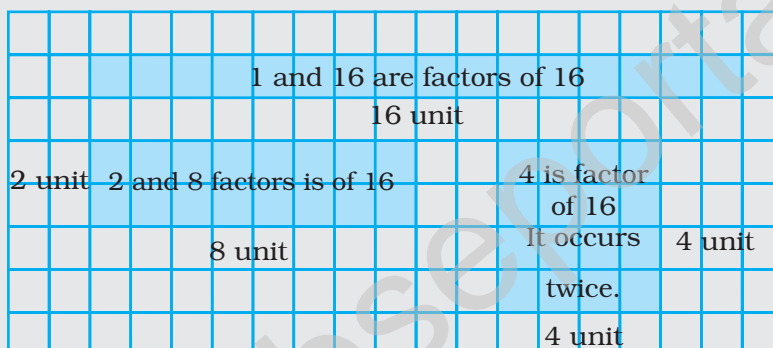 1 and 16 are factors of 16
16 unit
2 unit
2 and 8 factors is of 16
8 unit
4 is factor
of 16
It occurs
twice.
4 unit
4 unit